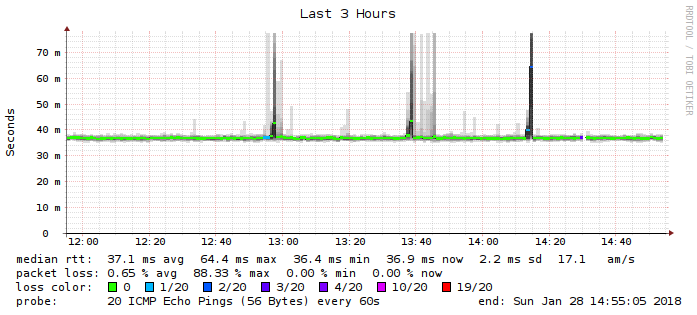 Last 3 Hours
RRDTOOL / TOBI OETIKER
Seconds
70 m
60 m
50 m
40 m
30 m
20 m
10 m
0
12:00 12:20 12:40 13:00 13:20 13:40 14:00 14:20 14:40
median rtt: 37.1 ms avg 64.4 ms max 36.4 ms min 36.9 ms now 2.2 ms sd 17.1 am/s
packet loss: 0.65 % avg 88.33 % max 0.00 % min 0.00 % now
loss color: 0 1/20 2/20 3/20 4/20 10/20 19/20
probe: 20 ICMP Echo Pings (56 Bytes) every 60s end: Sun Jan 28 14:55:05 2018